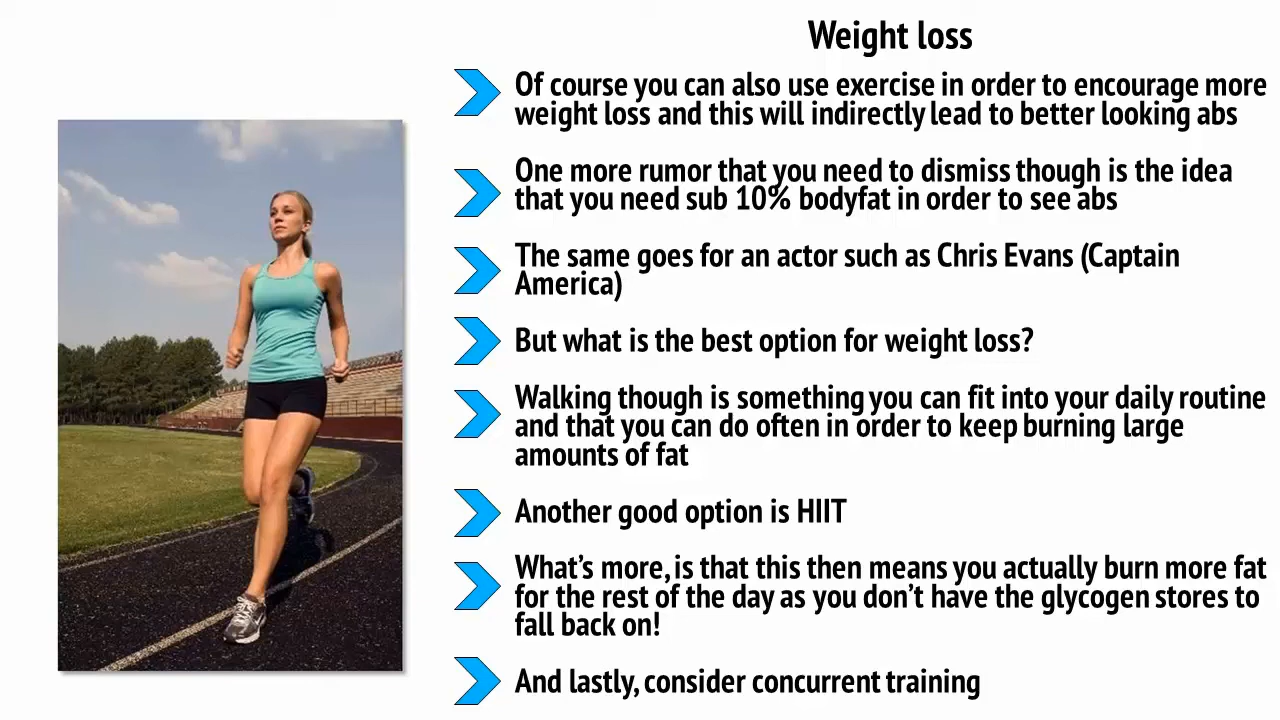 Weight loss
Of course you can also use exercise in order to encourage more
weight loss and this will indirectly lead to better looking abs
One more rumor that you need to dismiss though is the idea
that you need sub 10% bodyfat in order to see abs
The same goes for an actor such as Chris Evans (Captain
America)
But what is the best option for weight loss?
Walking though is something you can fit into your daily routine
and that you can do often in order to keep burning large
amounts of fat
Another good option is HIIT
What’s more, is that this then means you actually burn more fat
for the rest of the day as you don’t have the glycogen stores to
fall back on!
And lastly, consider concurrent training